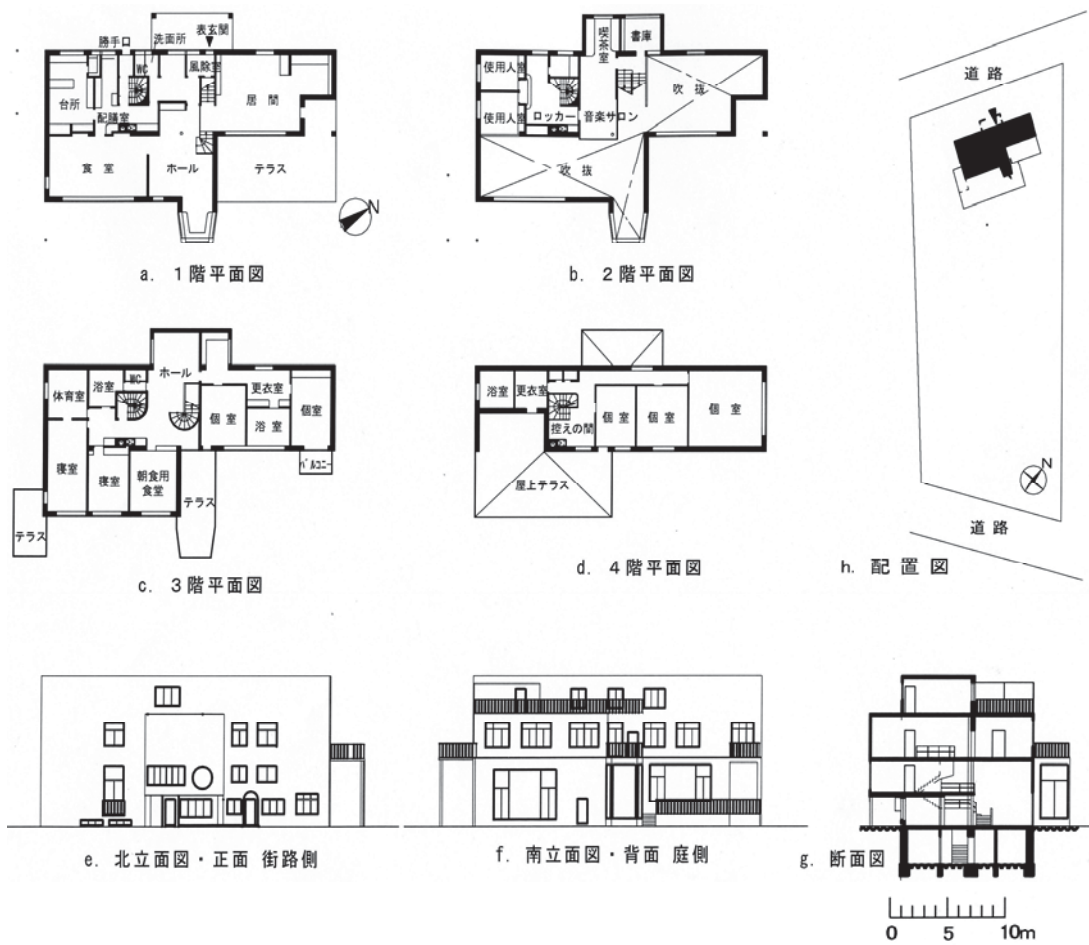 勝手口
洗面所
表玄関
WC
風除室
台所
居間
配膳室
食堂
ホール
テラス
N
a. 1階平面図
喫茶室
書庫
使用人室
吹抜
ロッカー
音楽サロン
使用人室
吹抜
b. 2階平面図
道路
N
道路
h. 配置図
ホール
浴室
WC
体育室
更衣室
個室
個室
浴室
寝室
寝室
朝食用食堂
テラス
バルコニー
テラス
c. 3階平面図
浴室
更衣室
個室
個室
個室
控えの間
屋上テラス
d. 4階平面図
e. 北立面図・正面 街路側
f. 南立面図・背面 庭側
g. 断面図
0 5 10m